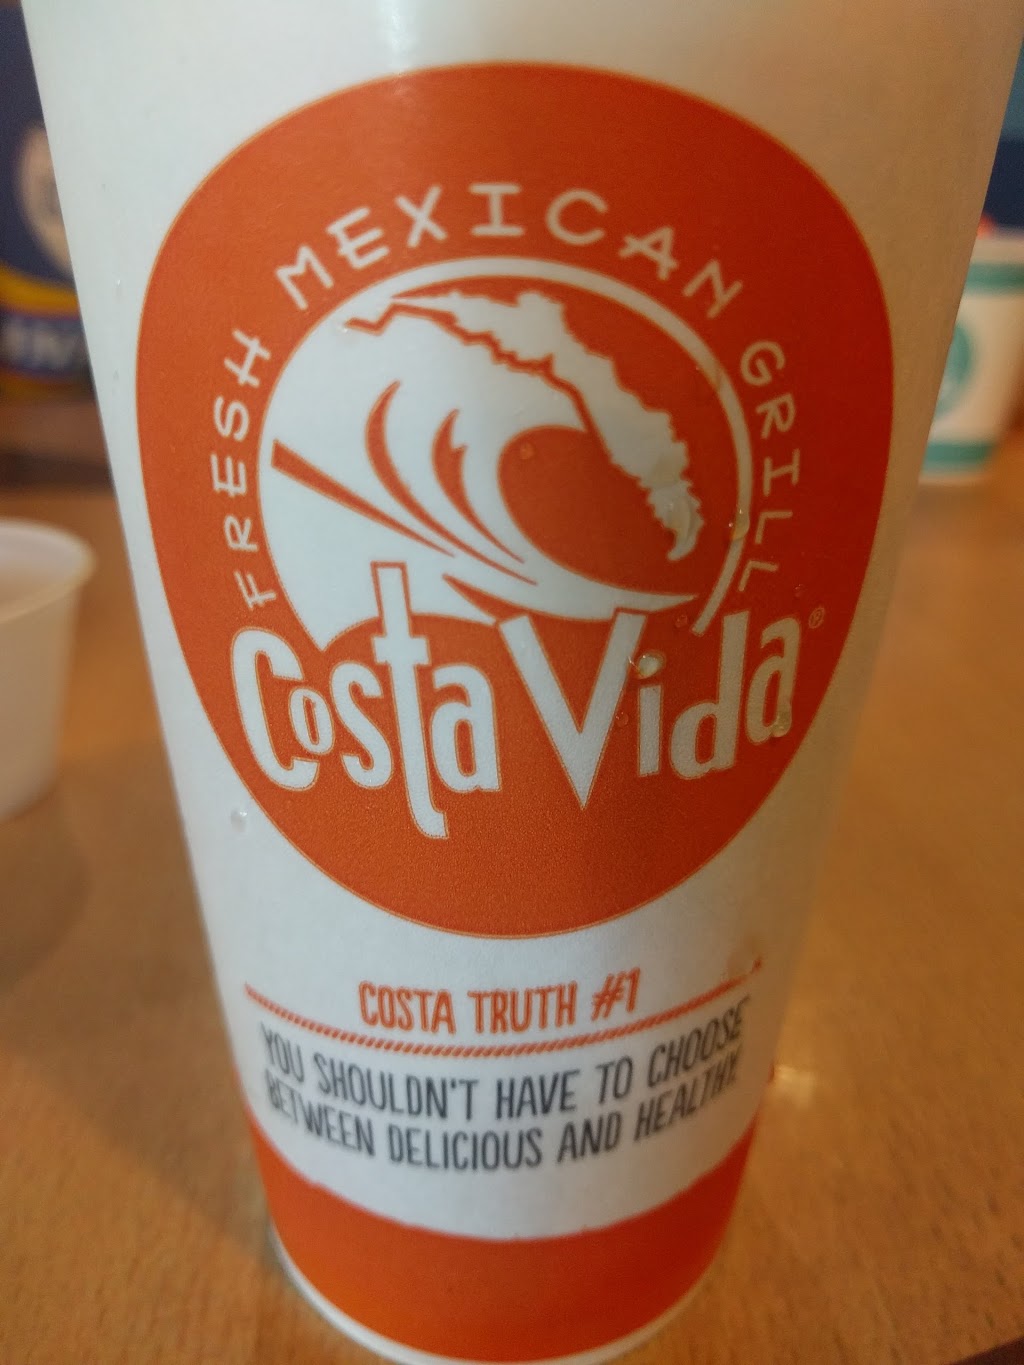 FRESH MEXICAN GRILL
Costa Vida®
COSTA TRUTH #1
YOU SHOULDN'T HAVE TO CHOOSE
BETWEEN DELICIOUS AND HEALTHY